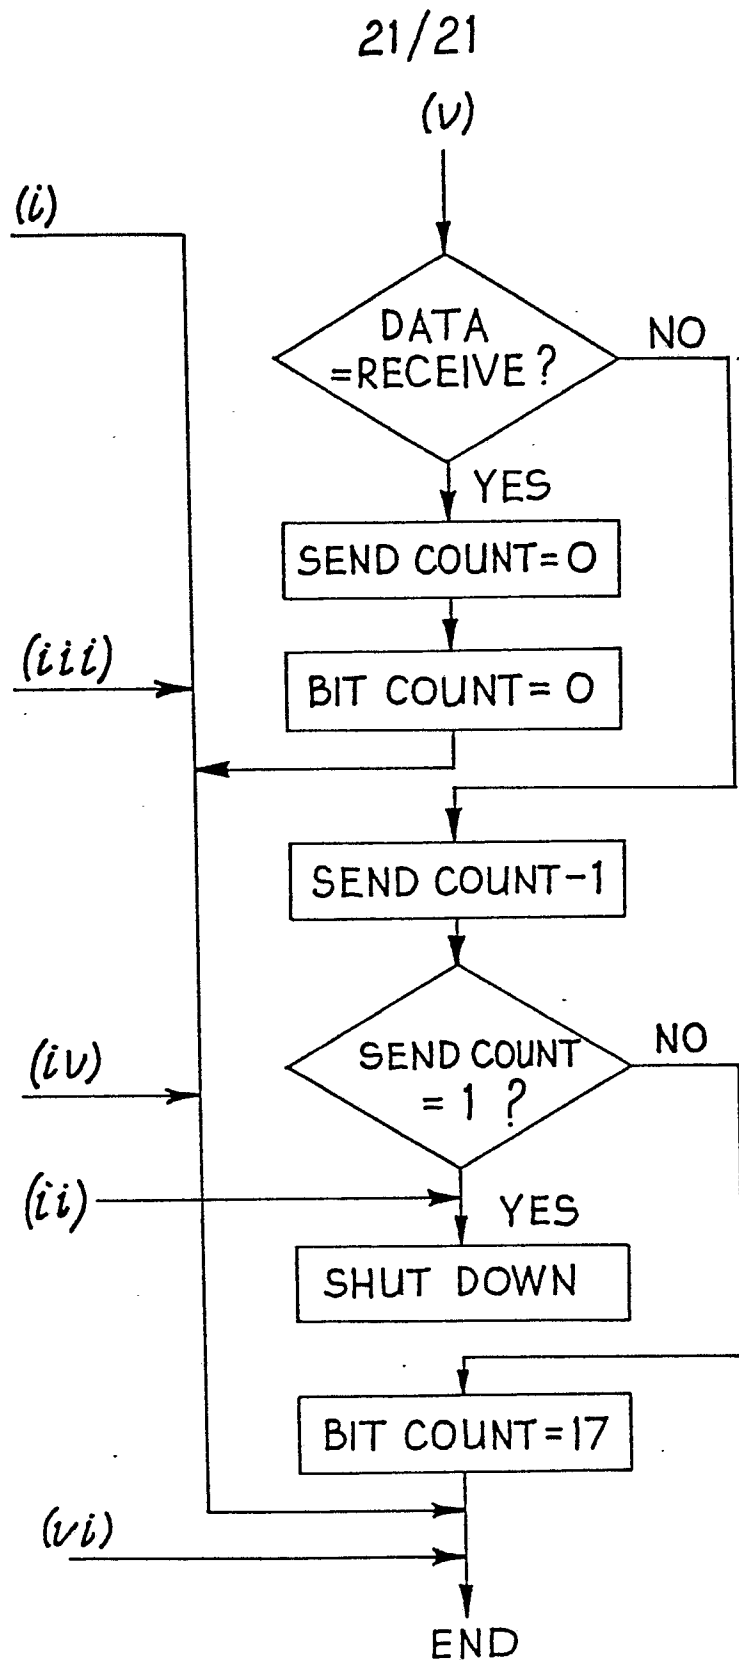 21/21
(v)
(i)
DATA
=RECEIVE?
NO
YES
SEND COUNT=0
(iii)
BIT COUNT=0
SEND COUNT-1
(iv)
SEND COUNT
=1?
NO
(ii)
YES
SHUT DOWN
BIT COUNT=17
(vi)
END